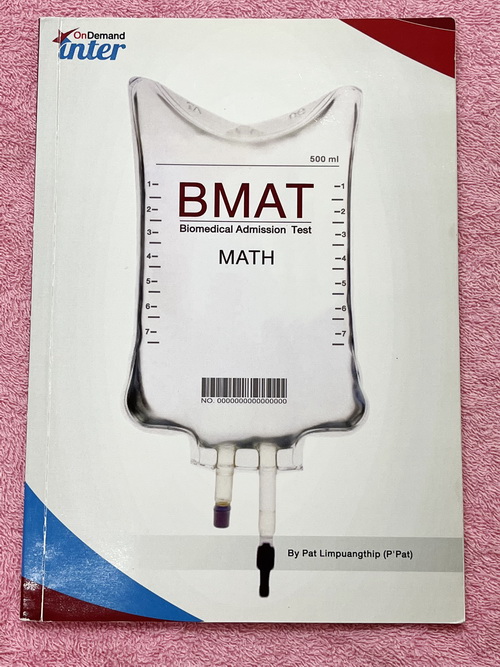 OnDemand
inter
500 ml
BMAT
Biomedical Admission Test
MATH
1 1
2 2
3 3
4 4
5 5
6 6
7 7
NO. 0000000000000000
By Pat Limpuangthip (P'Pat)